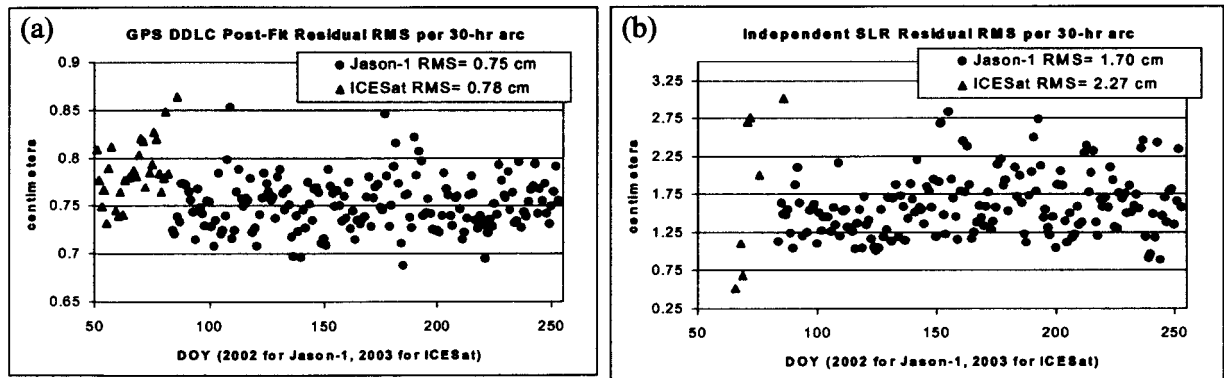 (a)
GPS DDLC Post-Fit Residual RMS per 30-hr arc
● Jason-1 RMS= 0.75 cm
▲ ICESat RMS= 0.78 cm
centimeters
0.9
0.85
0.8
0.75
0.7
0.65
50
100
150
200
250
DOY (2002 for Jason-1, 2003 for ICESat)
(b)
Independent SLR Residual RMS per 30-hr arc
● Jason-1 RMS= 1.70 cm
▲ ICESat RMS= 2.27 cm
centimeters
3.25
2.75
2.25
1.75
1.25
0.75
0.25
50
100
150
200
250
DOY (2002 for Jason-1, 2003 for ICESat)